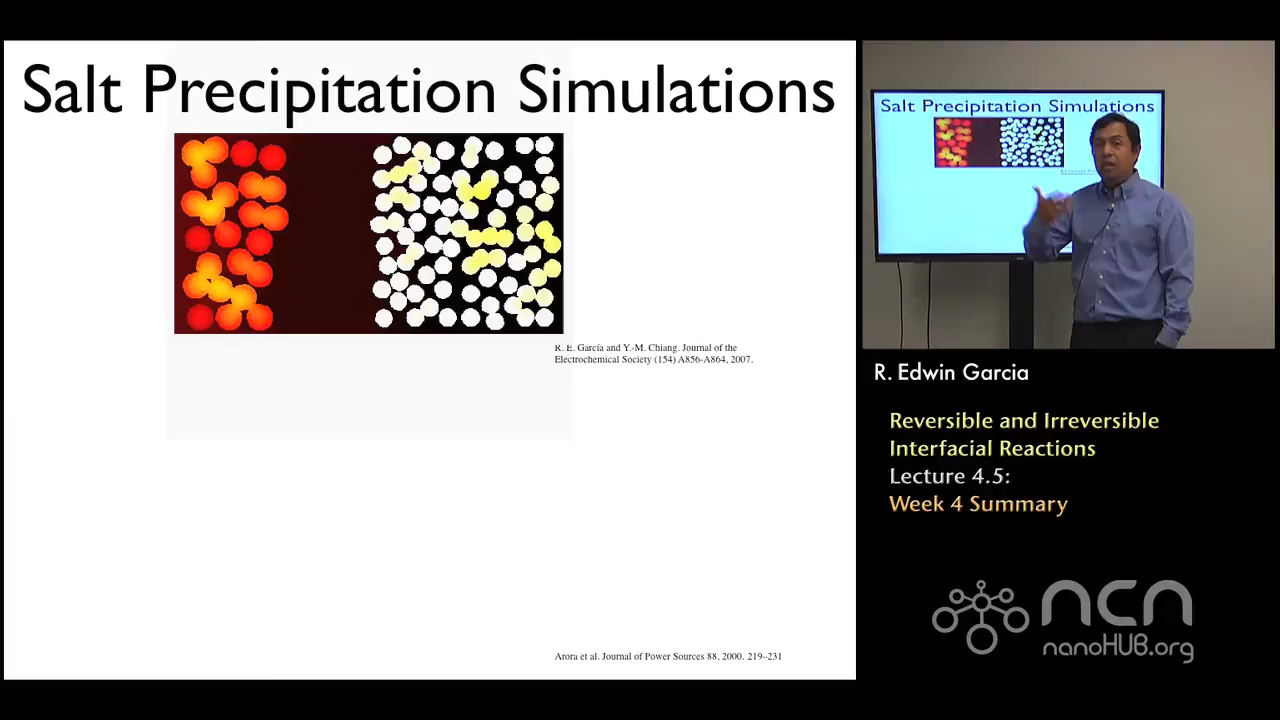 Salt Precipitation Simulations
R. E. García and Y.-M. Chiang. Journal of the
Electrochemical Society (154) A856-A864, 2007.
Arora et al. Journal of Power Sources 88, 2000, 219–231
Salt Precipitation Simulations
R. Edwin Garcia
Reversible and Irreversible
Interfacial Reactions
Lecture 4.5:
Week 4 Summary
ncn
nanoHUB.org